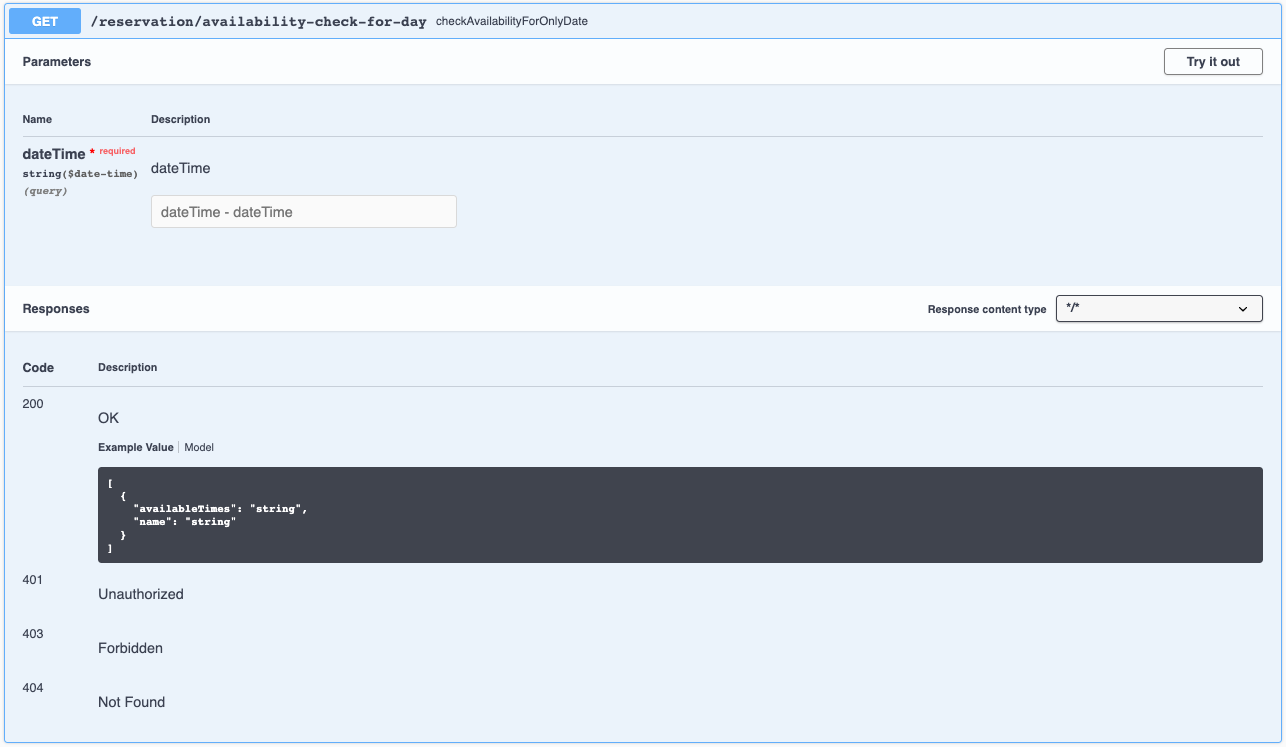 GET /reservation/availability-check-for-day checkAvailabilityForOnlyDate
Parameters Try it out
Name Description
dateTime * required
string($date-time)
(query)
dateTime
dateTime - dateTime
Responses Response content type */*
Code Description
200
OK
Example Value Model
[
  {
    "availableTimes": "string",
    "name": "string"
  }
]
401
Unauthorized
403
Forbidden
404
Not Found